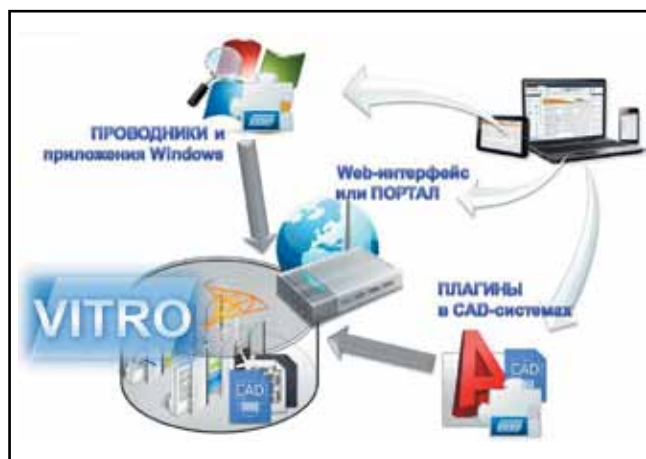 ПРОВОДНИКИ и
приложения Windows
Web-интерфейс
или ПОРТАЛ
VITRO
ПЛАГИНЫ
в CAD-системах
CAD
CAD